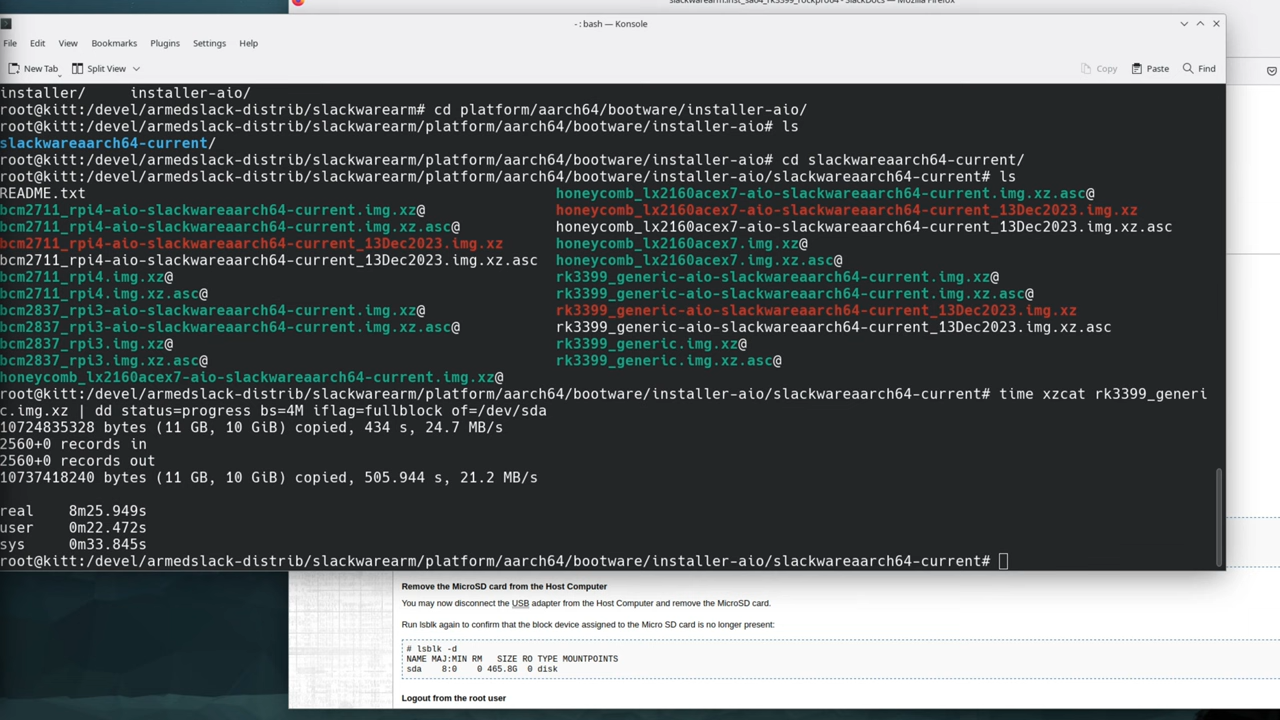 slackwarearm:inst_sa64_rk3399_rockpro64 - SlackDocs — Mozilla Firefox
- : bash — Konsole
File Edit View Bookmarks Plugins Settings Help
New Tab Split View Copy Paste Find
installer/     installer-aio/
root@kitt:/devel/armedslack-distrib/slackwarearm# cd platform/aarch64/bootware/installer-aio/
root@kitt:/devel/armedslack-distrib/slackwarearm/platform/aarch64/bootware/installer-aio# ls
slackwareaarch64-current/
root@kitt:/devel/armedslack-distrib/slackwarearm/platform/aarch64/bootware/installer-aio# cd slackwareaarch64-current/
root@kitt:/devel/armedslack-distrib/slackwarearm/platform/aarch64/bootware/installer-aio/slackwareaarch64-current# ls
README.txt honeycomb_lx2160acex7-aio-slackwareaarch64-current.img.xz.asc@
bcm2711_rpi4-aio-slackwareaarch64-current.img.xz@ honeycomb_lx2160acex7-aio-slackwareaarch64-current_13Dec2023.img.xz
bcm2711_rpi4-aio-slackwareaarch64-current.img.xz.asc@ honeycomb_lx2160acex7-aio-slackwareaarch64-current_13Dec2023.img.xz.asc
bcm2711_rpi4-aio-slackwareaarch64-current_13Dec2023.img.xz honeycomb_lx2160acex7.img.xz@
bcm2711_rpi4-aio-slackwareaarch64-current_13Dec2023.img.xz.asc honeycomb_lx2160acex7.img.xz.asc@
bcm2711_rpi4.img.xz@ rk3399_generic-aio-slackwareaarch64-current.img.xz@
bcm2711_rpi4.img.xz.asc@ rk3399_generic-aio-slackwareaarch64-current.img.xz.asc@
bcm2837_rpi3-aio-slackwareaarch64-current.img.xz@ rk3399_generic-aio-slackwareaarch64-current_13Dec2023.img.xz
bcm2837_rpi3-aio-slackwareaarch64-current.img.xz.asc@ rk3399_generic-aio-slackwareaarch64-current_13Dec2023.img.xz.asc
bcm2837_rpi3.img.xz@ rk3399_generic.img.xz@
bcm2837_rpi3.img.xz.asc@ rk3399_generic.img.xz.asc@
honeycomb_lx2160acex7-aio-slackwareaarch64-current.img.xz@
root@kitt:/devel/armedslack-distrib/slackwarearm/platform/aarch64/bootware/installer-aio/slackwareaarch64-current# time xzcat rk3399_generi
c.img.xz | dd status=progress bs=4M iflag=fullblock of=/dev/sda
10724835328 bytes (11 GB, 10 GiB) copied, 434 s, 24.7 MB/s
2560+0 records in
2560+0 records out
10737418240 bytes (11 GB, 10 GiB) copied, 505.944 s, 21.2 MB/s
real    8m25.949s
user    0m22.472s
sys     0m33.845s
root@kitt:/devel/armedslack-distrib/slackwarearm/platform/aarch64/bootware/installer-aio/slackwareaarch64-current#
Remove the MicroSD card from the Host Computer
You may now disconnect the USB adapter from the Host Computer and remove the MicroSD card.
Run lsblk again to confirm that the block device assigned to the Micro SD card is no longer present:
# lsblk -d
NAME MAJ:MIN RM   SIZE RO TYPE MOUNTPOINTS
sda    8:0    0 465.8G  0 disk
Logout from the root user